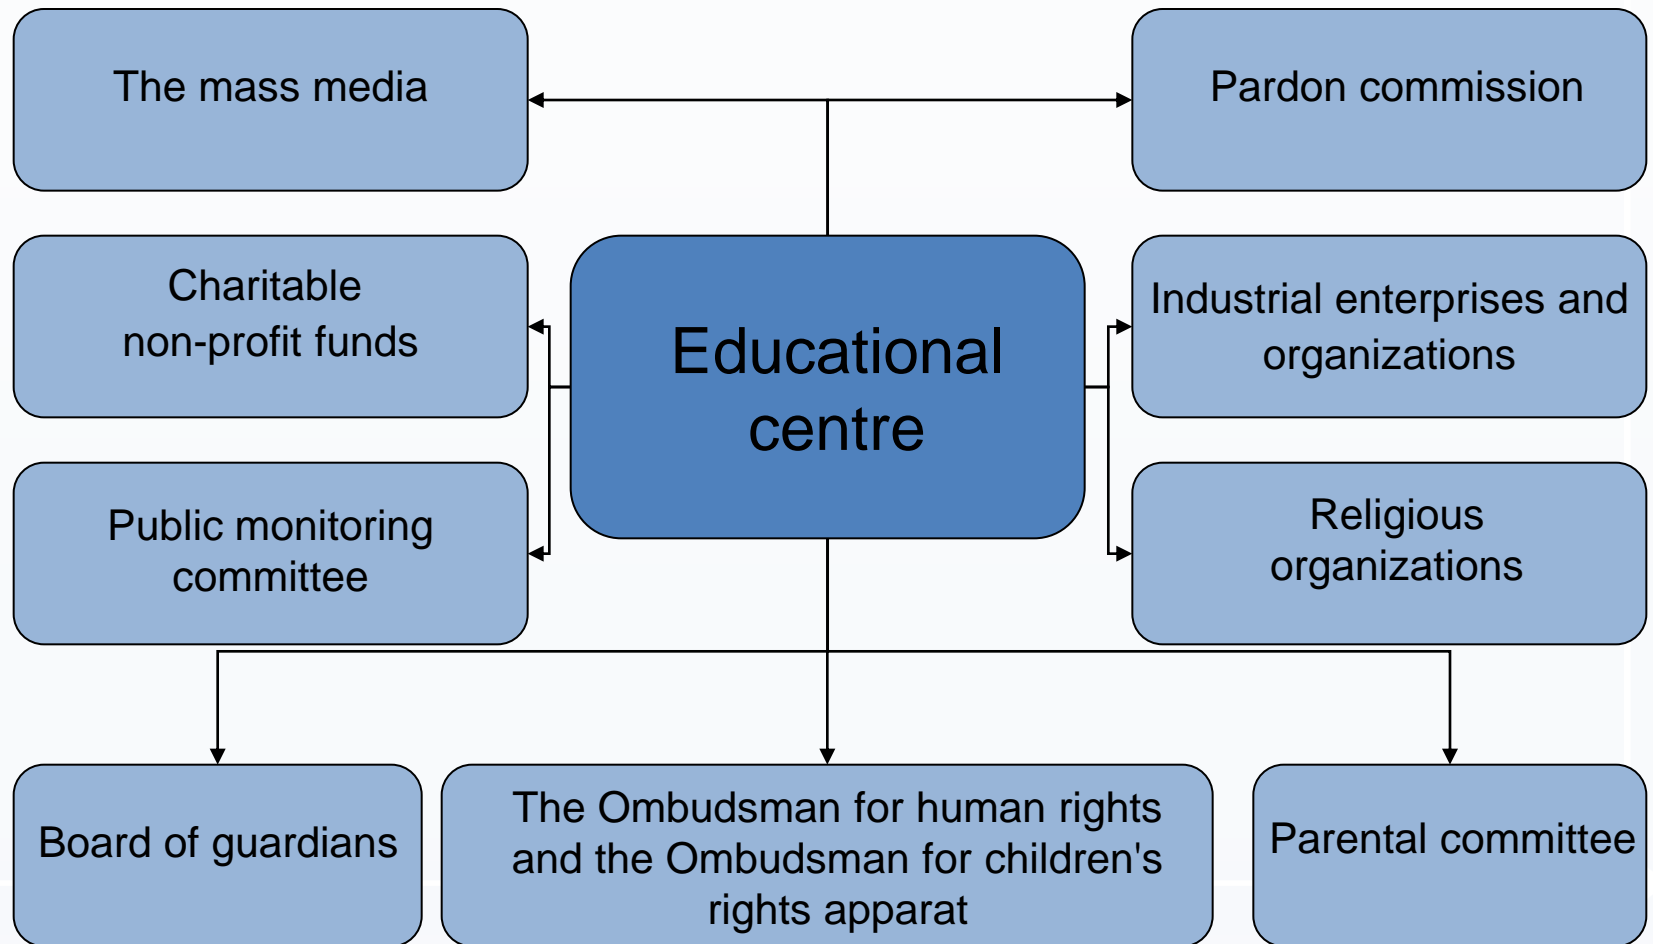 The mass media
Pardon commission
Charitable
non-profit funds
Educational
centre
Industrial enterprises and
organizations
Public monitoring
committee
Religious
organizations
Board of guardians
The Ombudsman for human rights
and the Ombudsman for children's
rights apparat
Parental committee